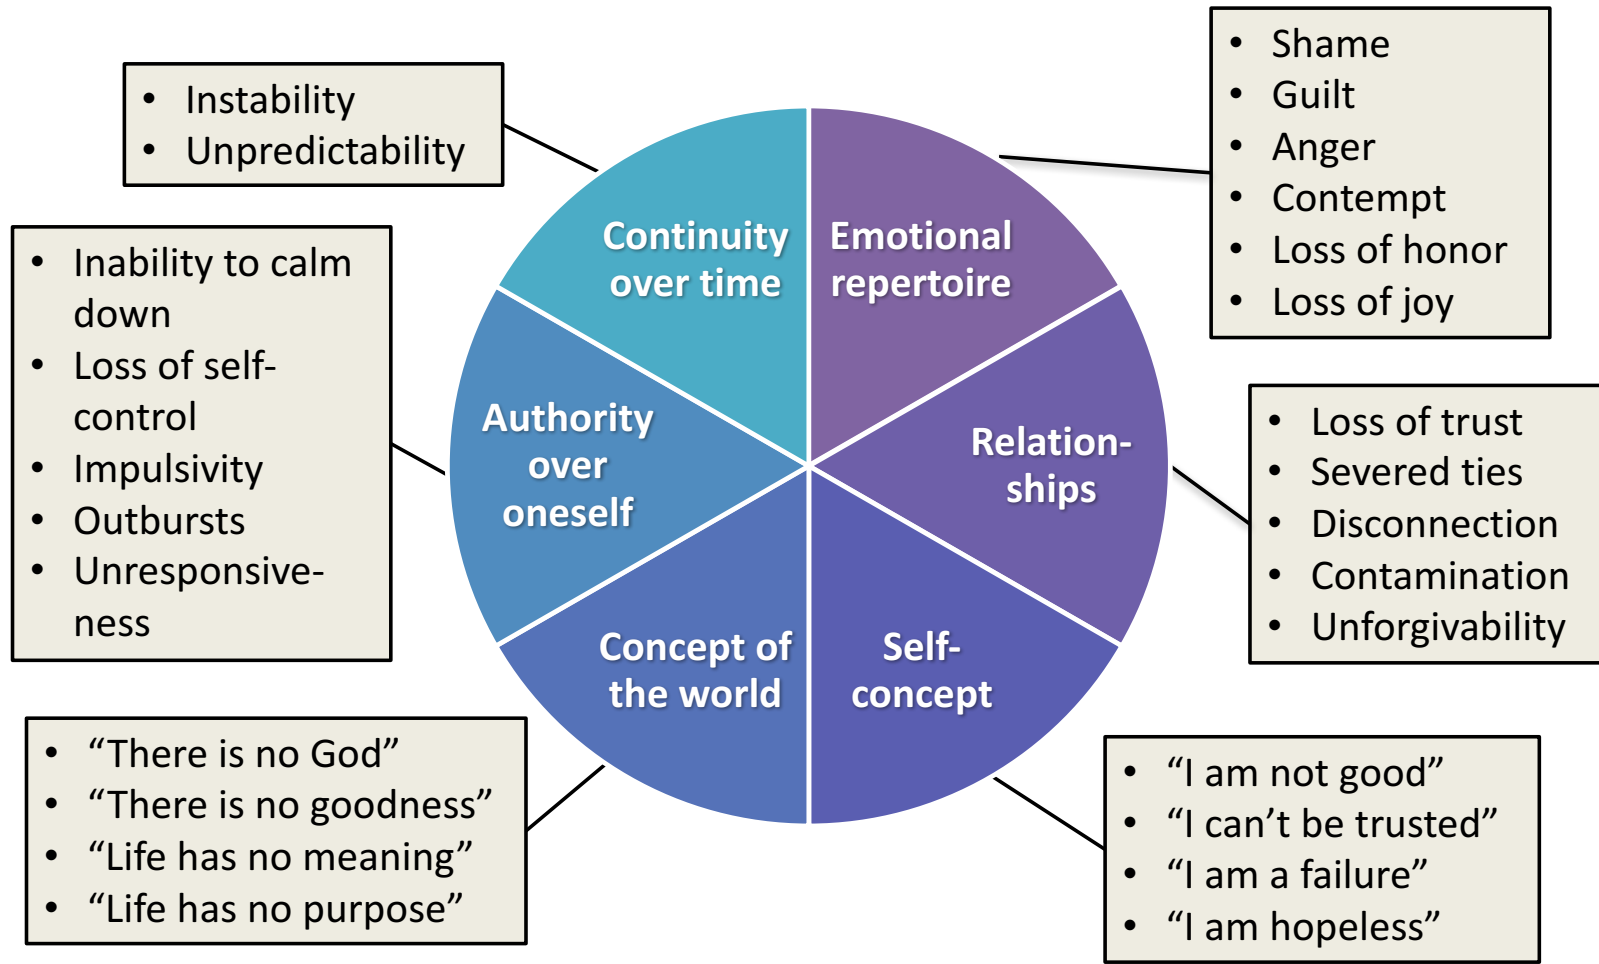 • Instability
• Unpredictability
• Shame
• Guilt
• Anger
• Contempt
• Loss of honor
• Loss of joy
Continuity
over time
Emotional
repertoire
• Inability to calm
down
• Loss of self-
control
• Impulsivity
• Outbursts
• Unresponsive-
ness
Authority
over
oneself
Relation-
ships
• Loss of trust
• Severed ties
• Disconnection
• Contamination
• Unforgivability
Concept of
the world
Self-
concept
• “There is no God”
• “There is no goodness”
• “Life has no meaning”
• “Life has no purpose”
• “I am not good”
• “I can’t be trusted”
• “I am a failure”
• “I am hopeless”